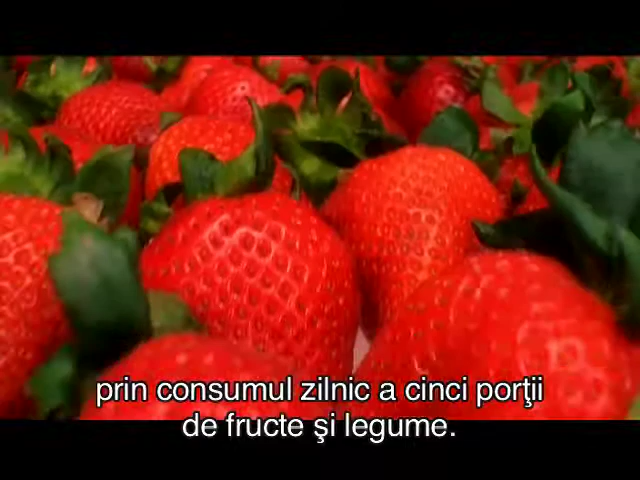 prin consumul zilnic a cinci porţii
de fructe şi legume.